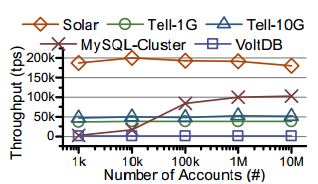 Solar Tell-1G Tell-10G
MySQL-Cluster VoltDB
Throughput (tps)
200k
150k
100k
50k
0
1k 10k 100k 1M 10M
Number of Accounts (#)